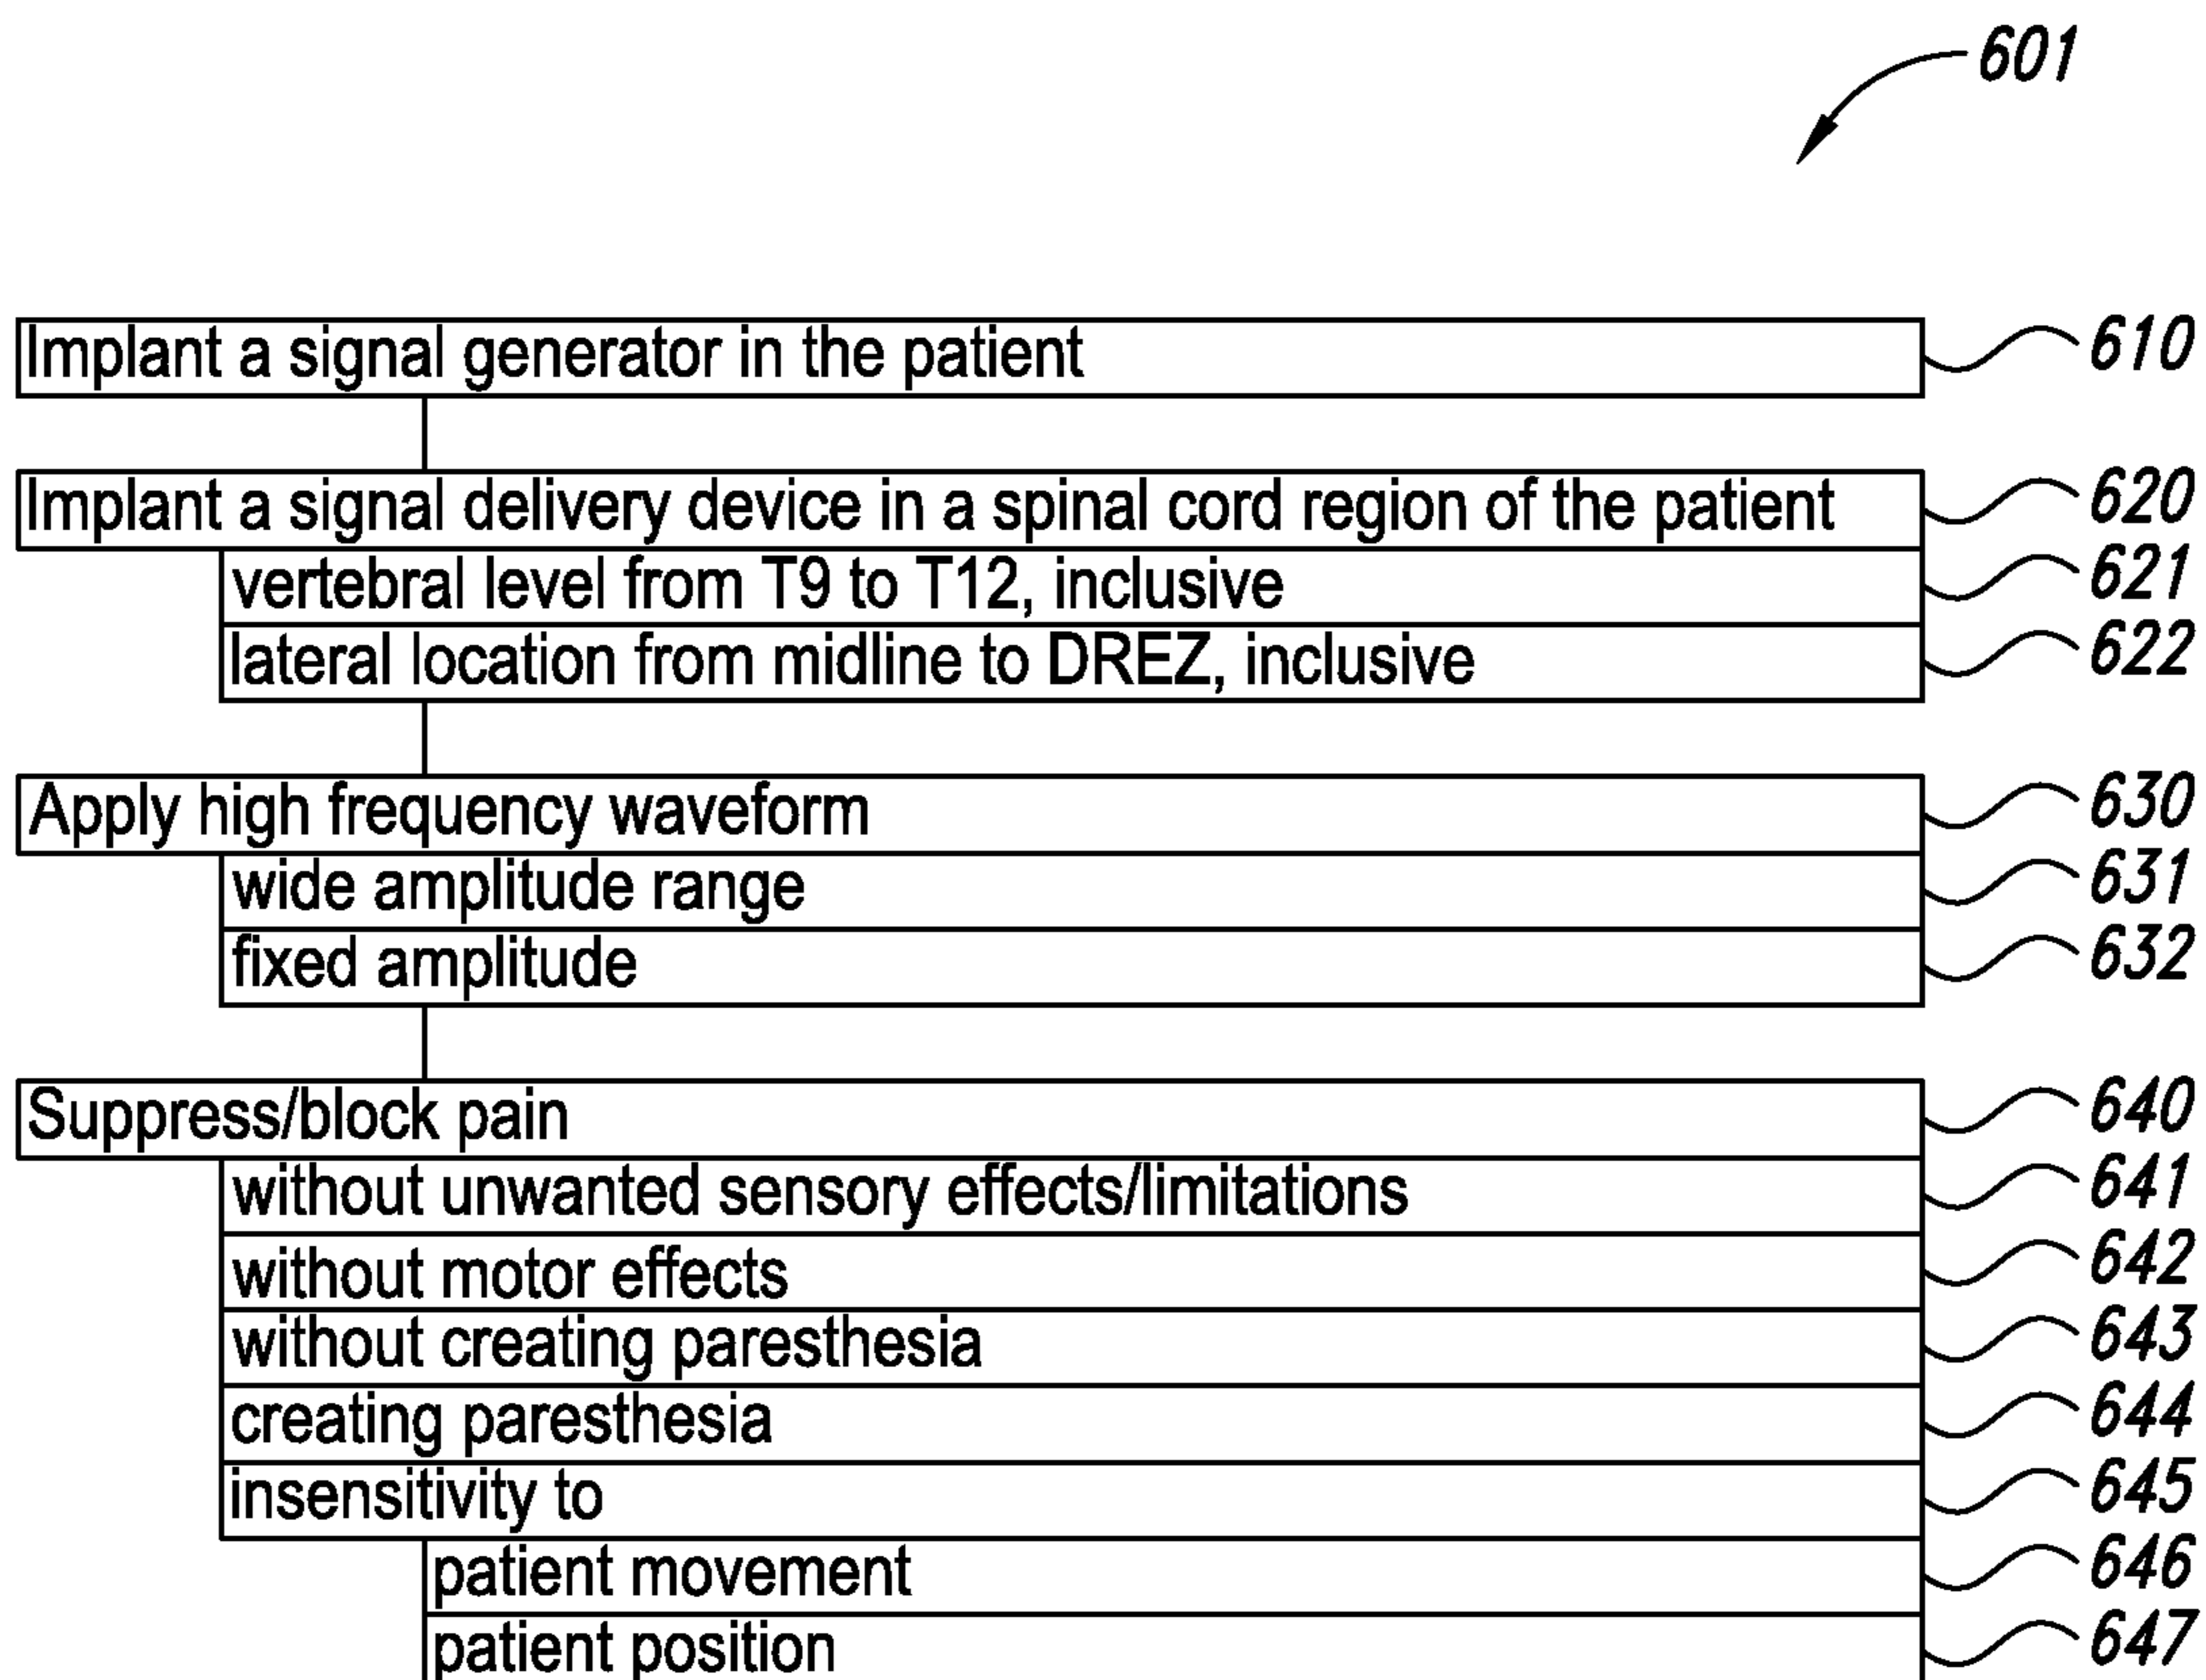 601
Implant a signal generator in the patient 610
Implant a signal delivery device in a spinal cord region of the patient 620
vertebral level from T9 to T12, inclusive 621
lateral location from midline to DREZ, inclusive 622
Apply high frequency waveform 630
wide amplitude range 631
fixed amplitude 632
Suppress/block pain 640
without unwanted sensory effects/limitations 641
without motor effects 642
without creating paresthesia 643
creating paresthesia 644
insensitivity to 645
patient movement 646
patient position 647